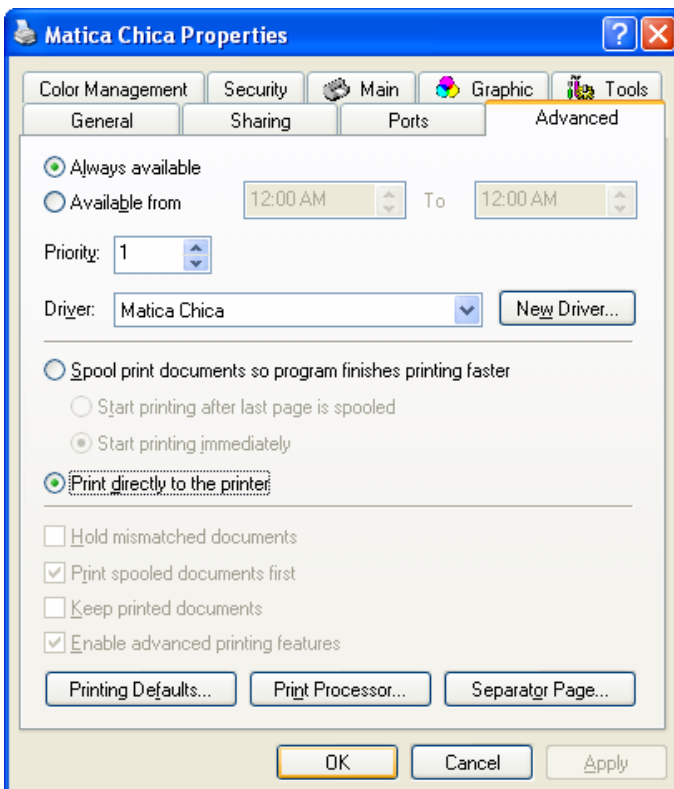 Matica Chica Properties
Color Management Security Main Graphic Tools
General Sharing Ports Advanced
Always available
Available from 12:00 AM To 12:00 AM
Priority: 1
Driver: Matica Chica New Driver...
Spool print documents so program finishes printing faster
Start printing after last page is spooled
Start printing immediately
Print directly to the printer
Hold mismatched documents
Print spooled documents first
Keep printed documents
Enable advanced printing features
Printing Defaults... Print Processor... Separator Page...
OK Cancel Apply